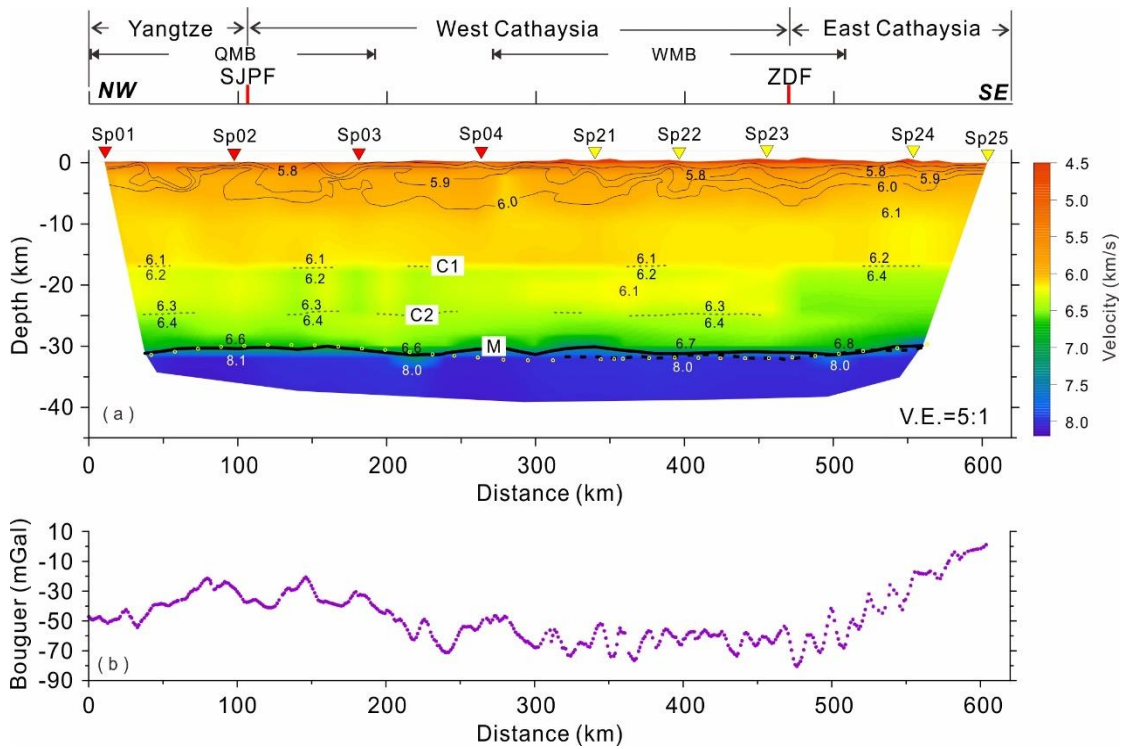 Yangtze West Cathaysia East Cathaysia
QMB WMB
SJPF ZDF
NW SE
Sp01 Sp02 Sp03 Sp04 Sp21 Sp22 Sp23 Sp24 Sp25
0 5.8 5.8 5.8 4.5
5.9 6.0 5.9
6.0 5.0
-10 6.1 5.5
6.1 6.1 C1 6.1 6.2
6.2 6.2 6.2 6.4 6.0
-20 6.1
6.3 6.3 6.3 6.5
6.4 6.4 C2 6.4
-30 6.6 6.6 M 6.7 6.8 7.0
8.1 8.0 8.0 8.0 7.5
-40 8.0
(a) V.E.=5:1
Depth (km)
Velocity (km/s)
0 100 200 300 400 500 600
Distance (km)
10
-10
-30
-50
-70
-90
Bouguer (mGal)
(b)
0 100 200 300 400 500 600
Distance (km)